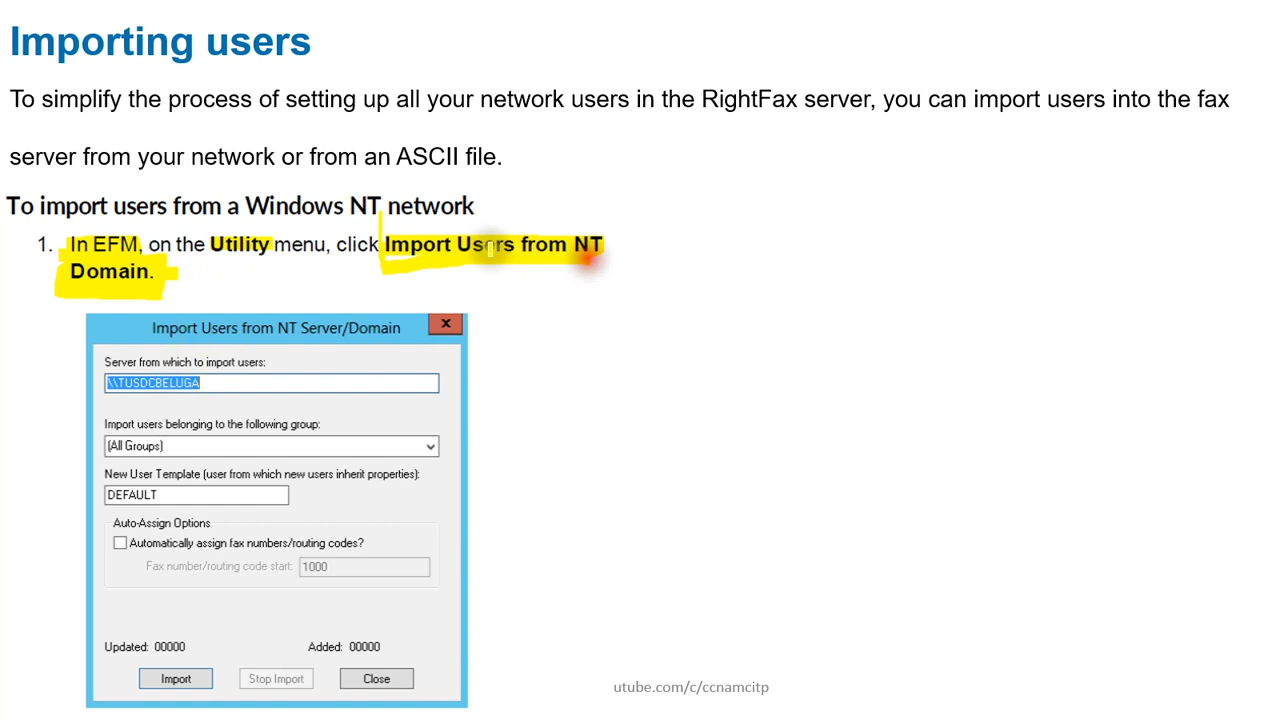 Importing users
To simplify the process of setting up all your network users in the RightFax server, you can import users into the fax
server from your network or from an ASCII file.
To import users from a Windows NT network
1. In EFM, on the Utility menu, click Import Users from NT
Domain.
Import Users from NT Server/Domain
x
Server from which to import users:
\\TUSDCBELUGA
Import users belonging to the following group:
(All Groups)
New User Template (user from which new users inherit properties):
DEFAULT
Auto-Assign Options
Automatically assign fax numbers/routing codes?
Fax number/routing code start: 1000
Updated: 00000 Added: 00000
Import Stop Import Close
utube.com/c/ccnamcitp